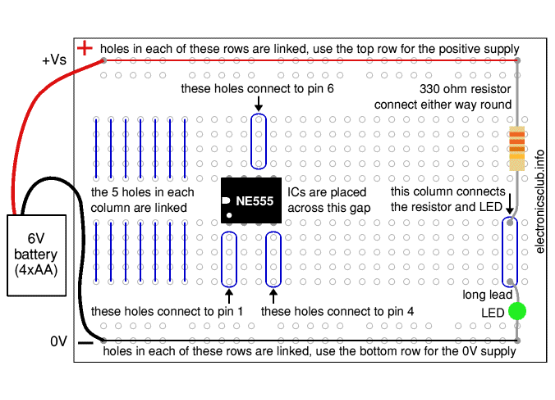 +Vs
+
holes in each of these rows are linked, use the top row for the positive supply
these holes connect to pin 6
330 ohm resistor
connect either way round
the 5 holes in each
column are linked
NE555
ICs are placed
across this gap
this column connects
the resistor and LED
electronicsclub.info
6V
battery
(4xAA)
long lead
LED
these holes connect to pin 1
these holes connect to pin 4
0V
−
holes in each of these rows are linked, use the bottom row for the 0V supply